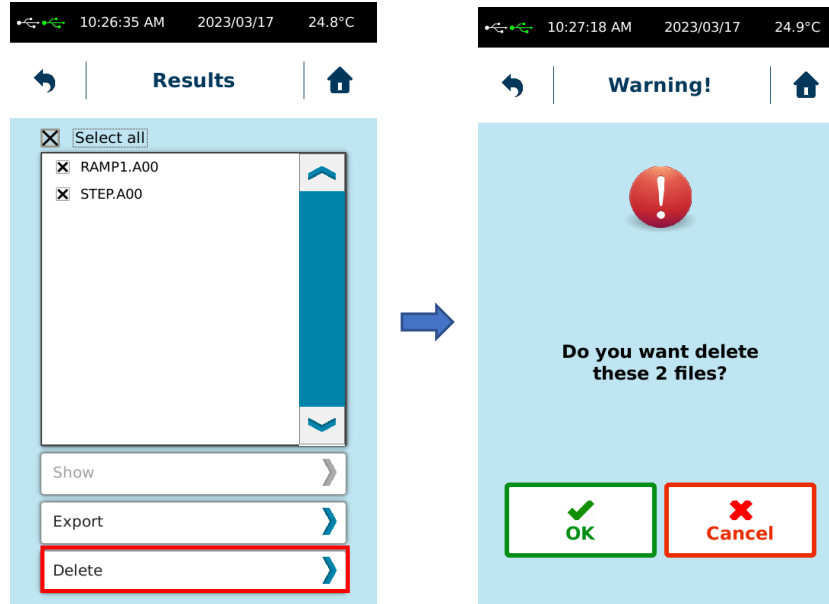 10:26:35 AM 2023/03/17 24.8°C
Results
Select all
RAMP1.A00
STEP.A00
Show
Export
Delete
10:27:18 AM 2023/03/17 24.9°C
Warning!
!
Do you want delete
these 2 files?
OK
Cancel